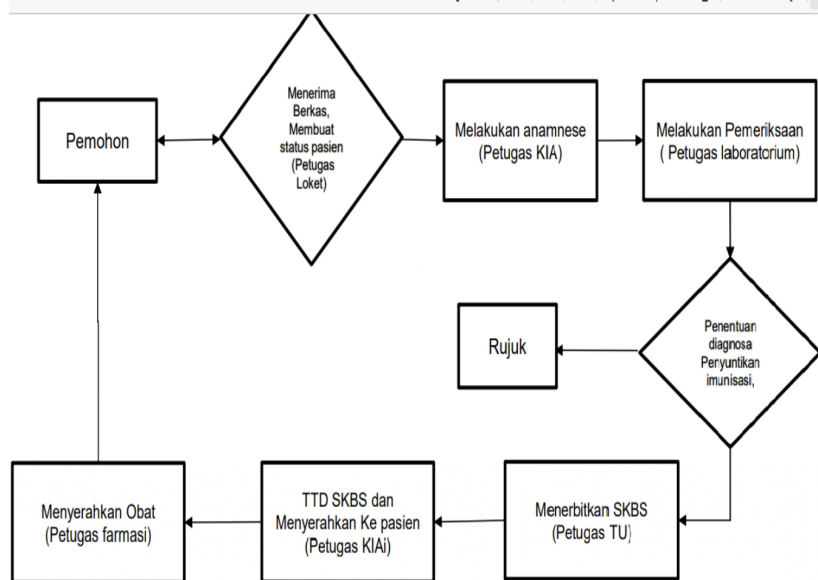 Pemohon
Menerima
Berkas,
Membuat
status pasien
(Petugas
Loket)
Melakukan anamnese
(Petugas KIA)
Melakukan Pemeriksaan
( Petugas laboratorium)
Penentuan
diagnosa
Penyuntikan
imunisasi,
Rujuk
Menerbitkan SKBS
(Petugas TU)
TTD SKBS dan
Menyerahkan Ke pasien
(Petugas KIAi)
Menyerahkan Obat
(Petugas farmasi)